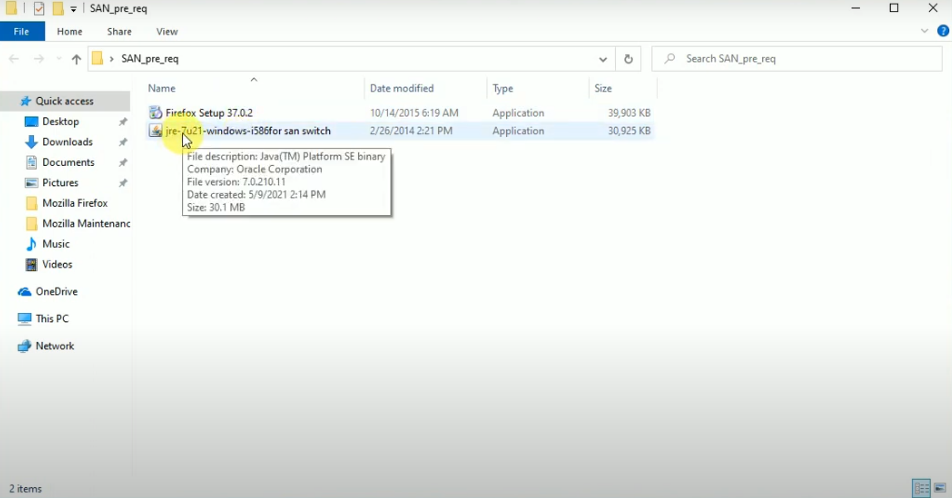 SAN_pre_req
File Home Share View
SAN_pre_req
Search SAN_pre_req
Name Date modified Type Size
Quick access
Desktop
Downloads
Documents
Pictures
Mozilla Firefox
Mozilla Maintenanc
Music
Videos
OneDrive
This PC
Network
Firefox Setup 37.0.2 10/14/2015 6:19 AM Application 39,903 KB
jre-7u21-windows-i586for san switch 2/26/2014 2:21 PM Application 30,925 KB
File description: Java(TM) Platform SE binary
Company: Oracle Corporation
File version: 7.0.210.11
Date created: 5/9/2021 2:14 PM
Size: 30.1 MB
2 items